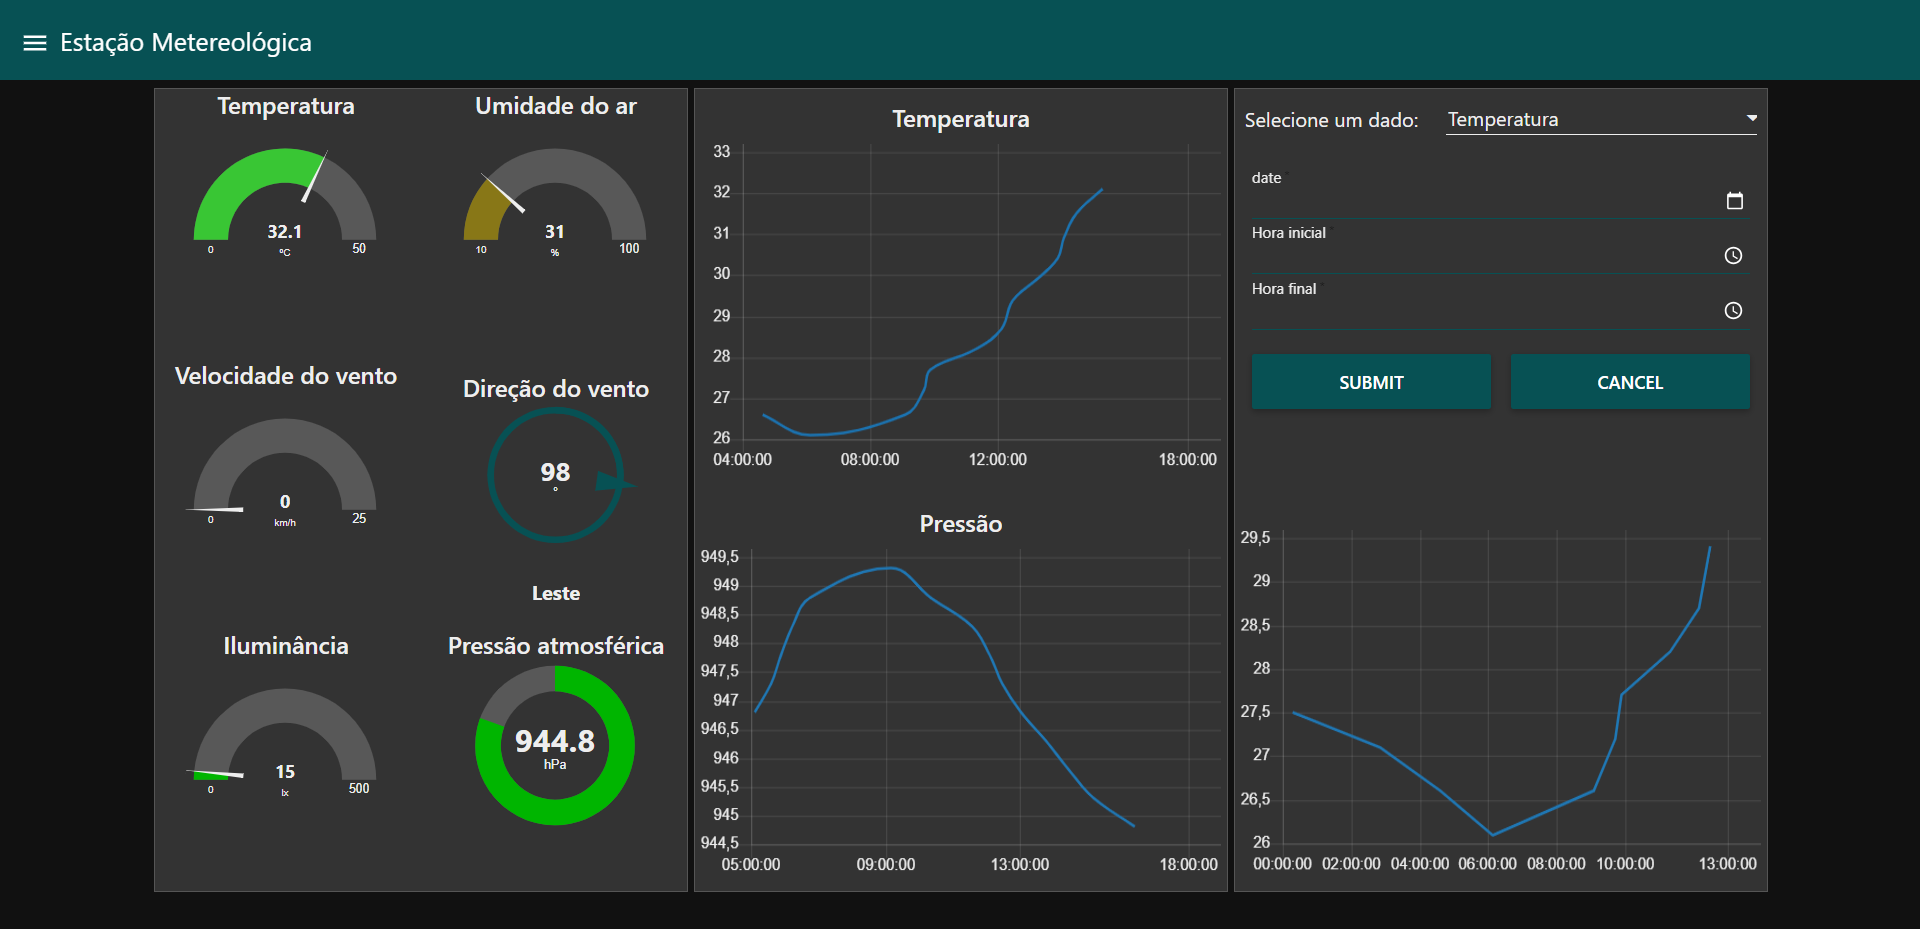 Estação Metereológica
Temperatura
32.1
ºC
0
50
Umidade do ar
31
%
10
100
Velocidade do vento
0
km/h
0
25
Direção do vento
98
°
Leste
Iluminância
15
lx
0
500
Pressão atmosférica
944.8
hPa
Temperatura
33
32
31
30
29
28
27
26
04:00:00 08:00:00 12:00:00 18:00:00
Pressão
949,5
949
948,5
948
947,5
947
946,5
946
945,5
945
944,5
05:00:00 09:00:00 13:00:00 18:00:00
Selecione um dado: Temperatura
date *
Hora inicial *
Hora final *
SUBMIT CANCEL
29,5
29
28,5
28
27,5
27
26,5
26
00:00:00 02:00:00 04:00:00 06:00:00 08:00:00 10:00:00 13:00:00